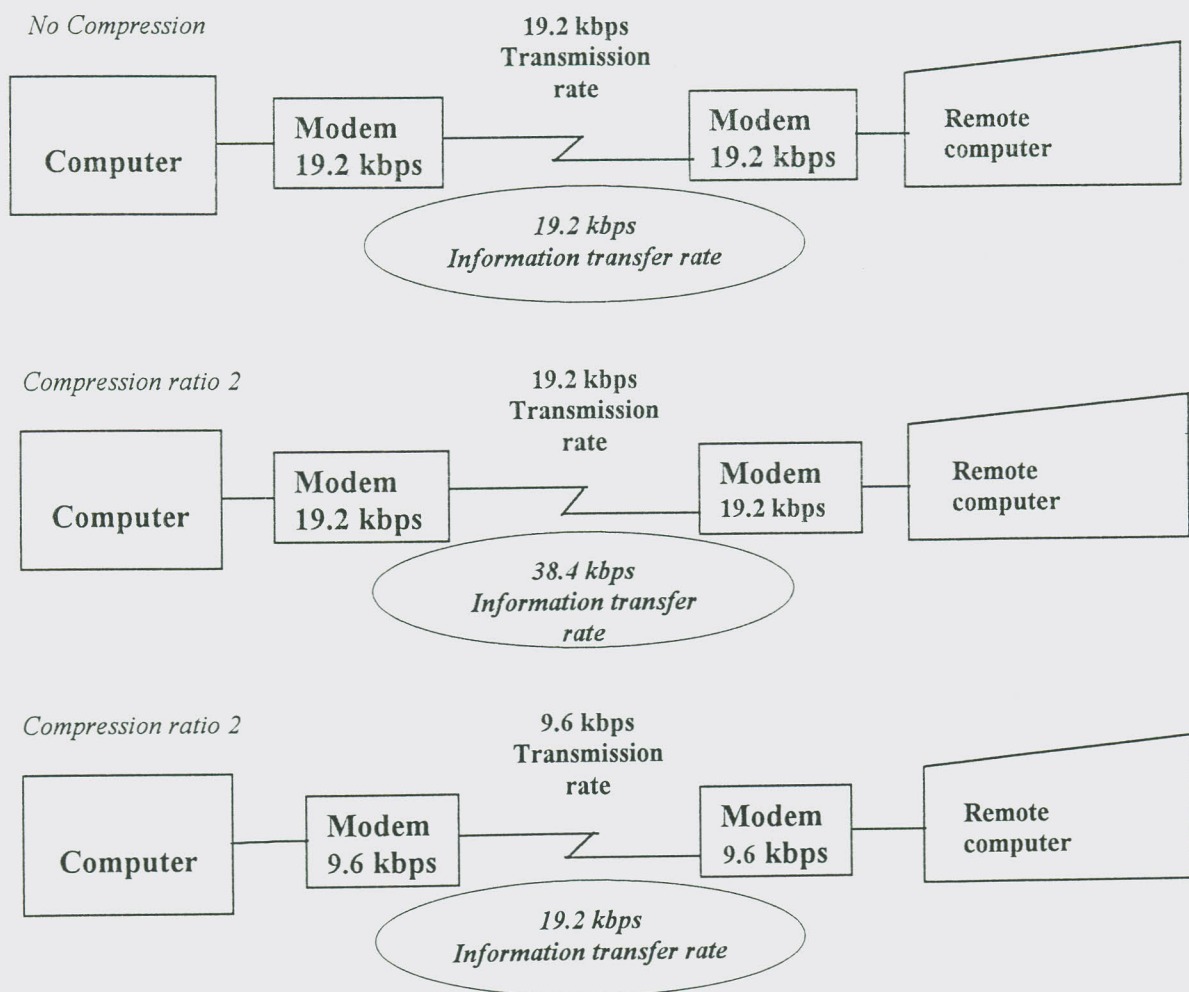 No Compression
19.2 kbps
Transmission
rate
Computer
Modem
19.2 kbps
Modem
19.2 kbps
Remote
computer
19.2 kbps
Information transfer rate
Compression ratio 2
19.2 kbps
Transmission
rate
Computer
Modem
19.2 kbps
Modem
19.2 kbps
Remote
computer
38.4 kbps
Information transfer
rate
Compression ratio 2
9.6 kbps
Transmission
rate
Computer
Modem
9.6 kbps
Modem
9.6 kbps
Remote
computer
19.2 kbps
Information transfer rate